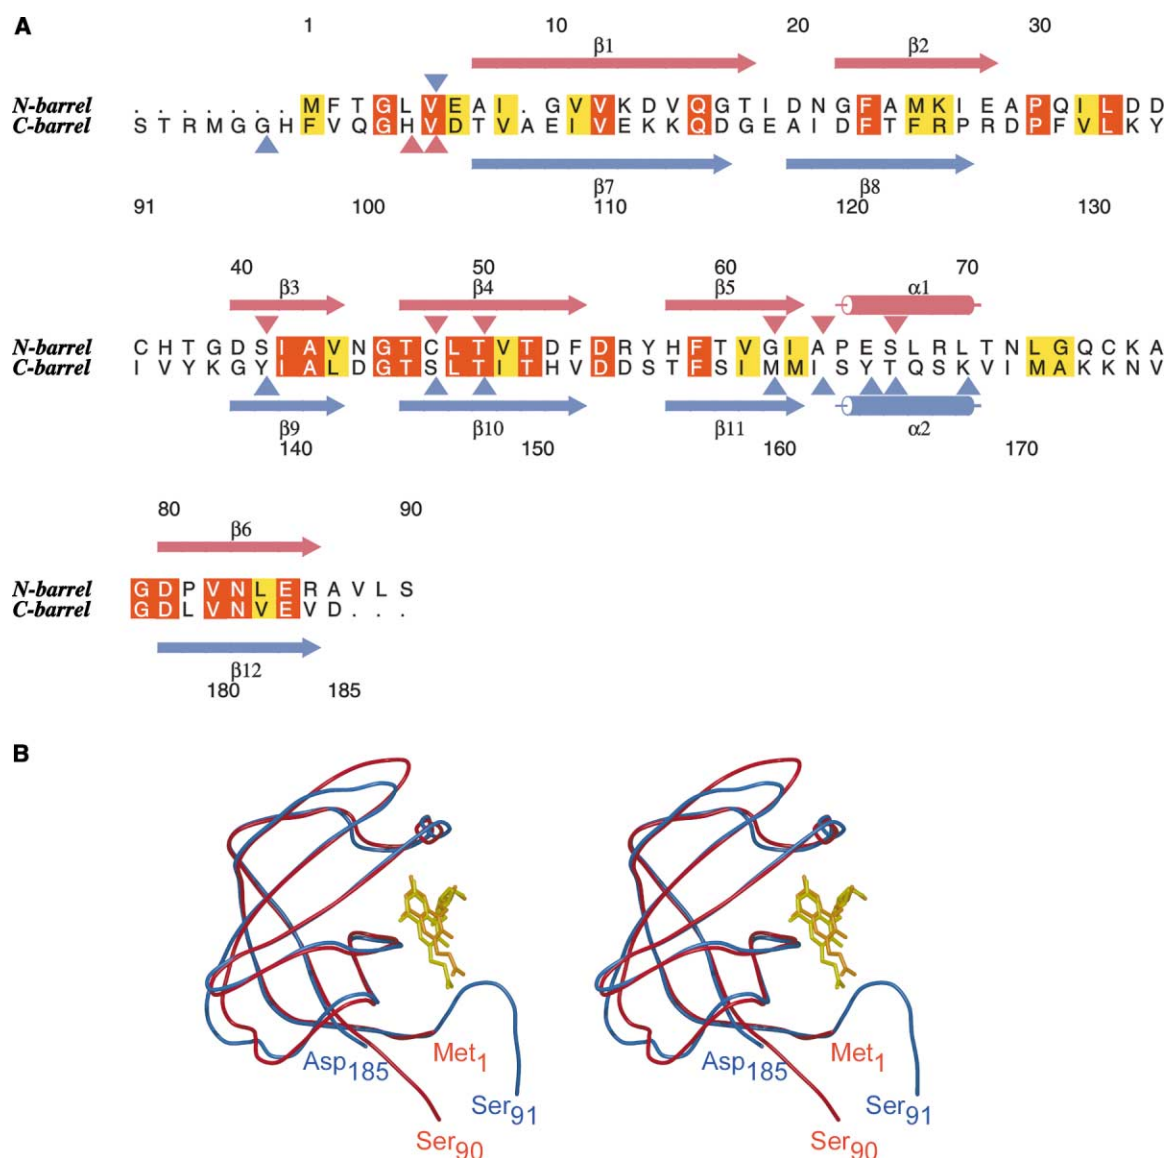 A
1 10 20 30
β1 β2
N-barrel . . . . . . . M F T G L V E A I . G V V K D V Q G T I D N G F A M K I E A P Q I L D D
C-barrel S T R M G G H F V Q G H V D T V A E I V E K K Q D G E A I D F T F R P R D P F V L K Y
β7 β8
91 100 110 120 130
40 50 60 70
β3 β4 β5 α1
N-barrel C H T G D S I A V N G T C L T V T D F D R Y H F T V G I A P E S L R L T N L G Q C K A
C-barrel I V Y K G Y I A L D G T S L T I T H V D D S T F S I M M I S Y T Q S K V I M A K K N V
β9 β10 β11 α2
140 150 160 170
80 90
β6
N-barrel G D P V N L E R A V L S
C-barrel G D L V N V E V D . . .
β12
180 185
B
Asp185 Met1 Asp185 Met1
Ser91 Ser91
Ser90 Ser90